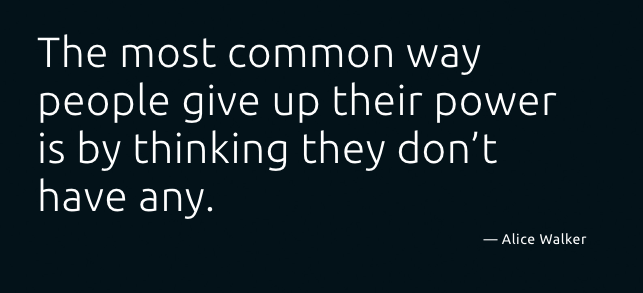 The most common way
people give up their power
is by thinking they don’t
have any.
— Alice Walker